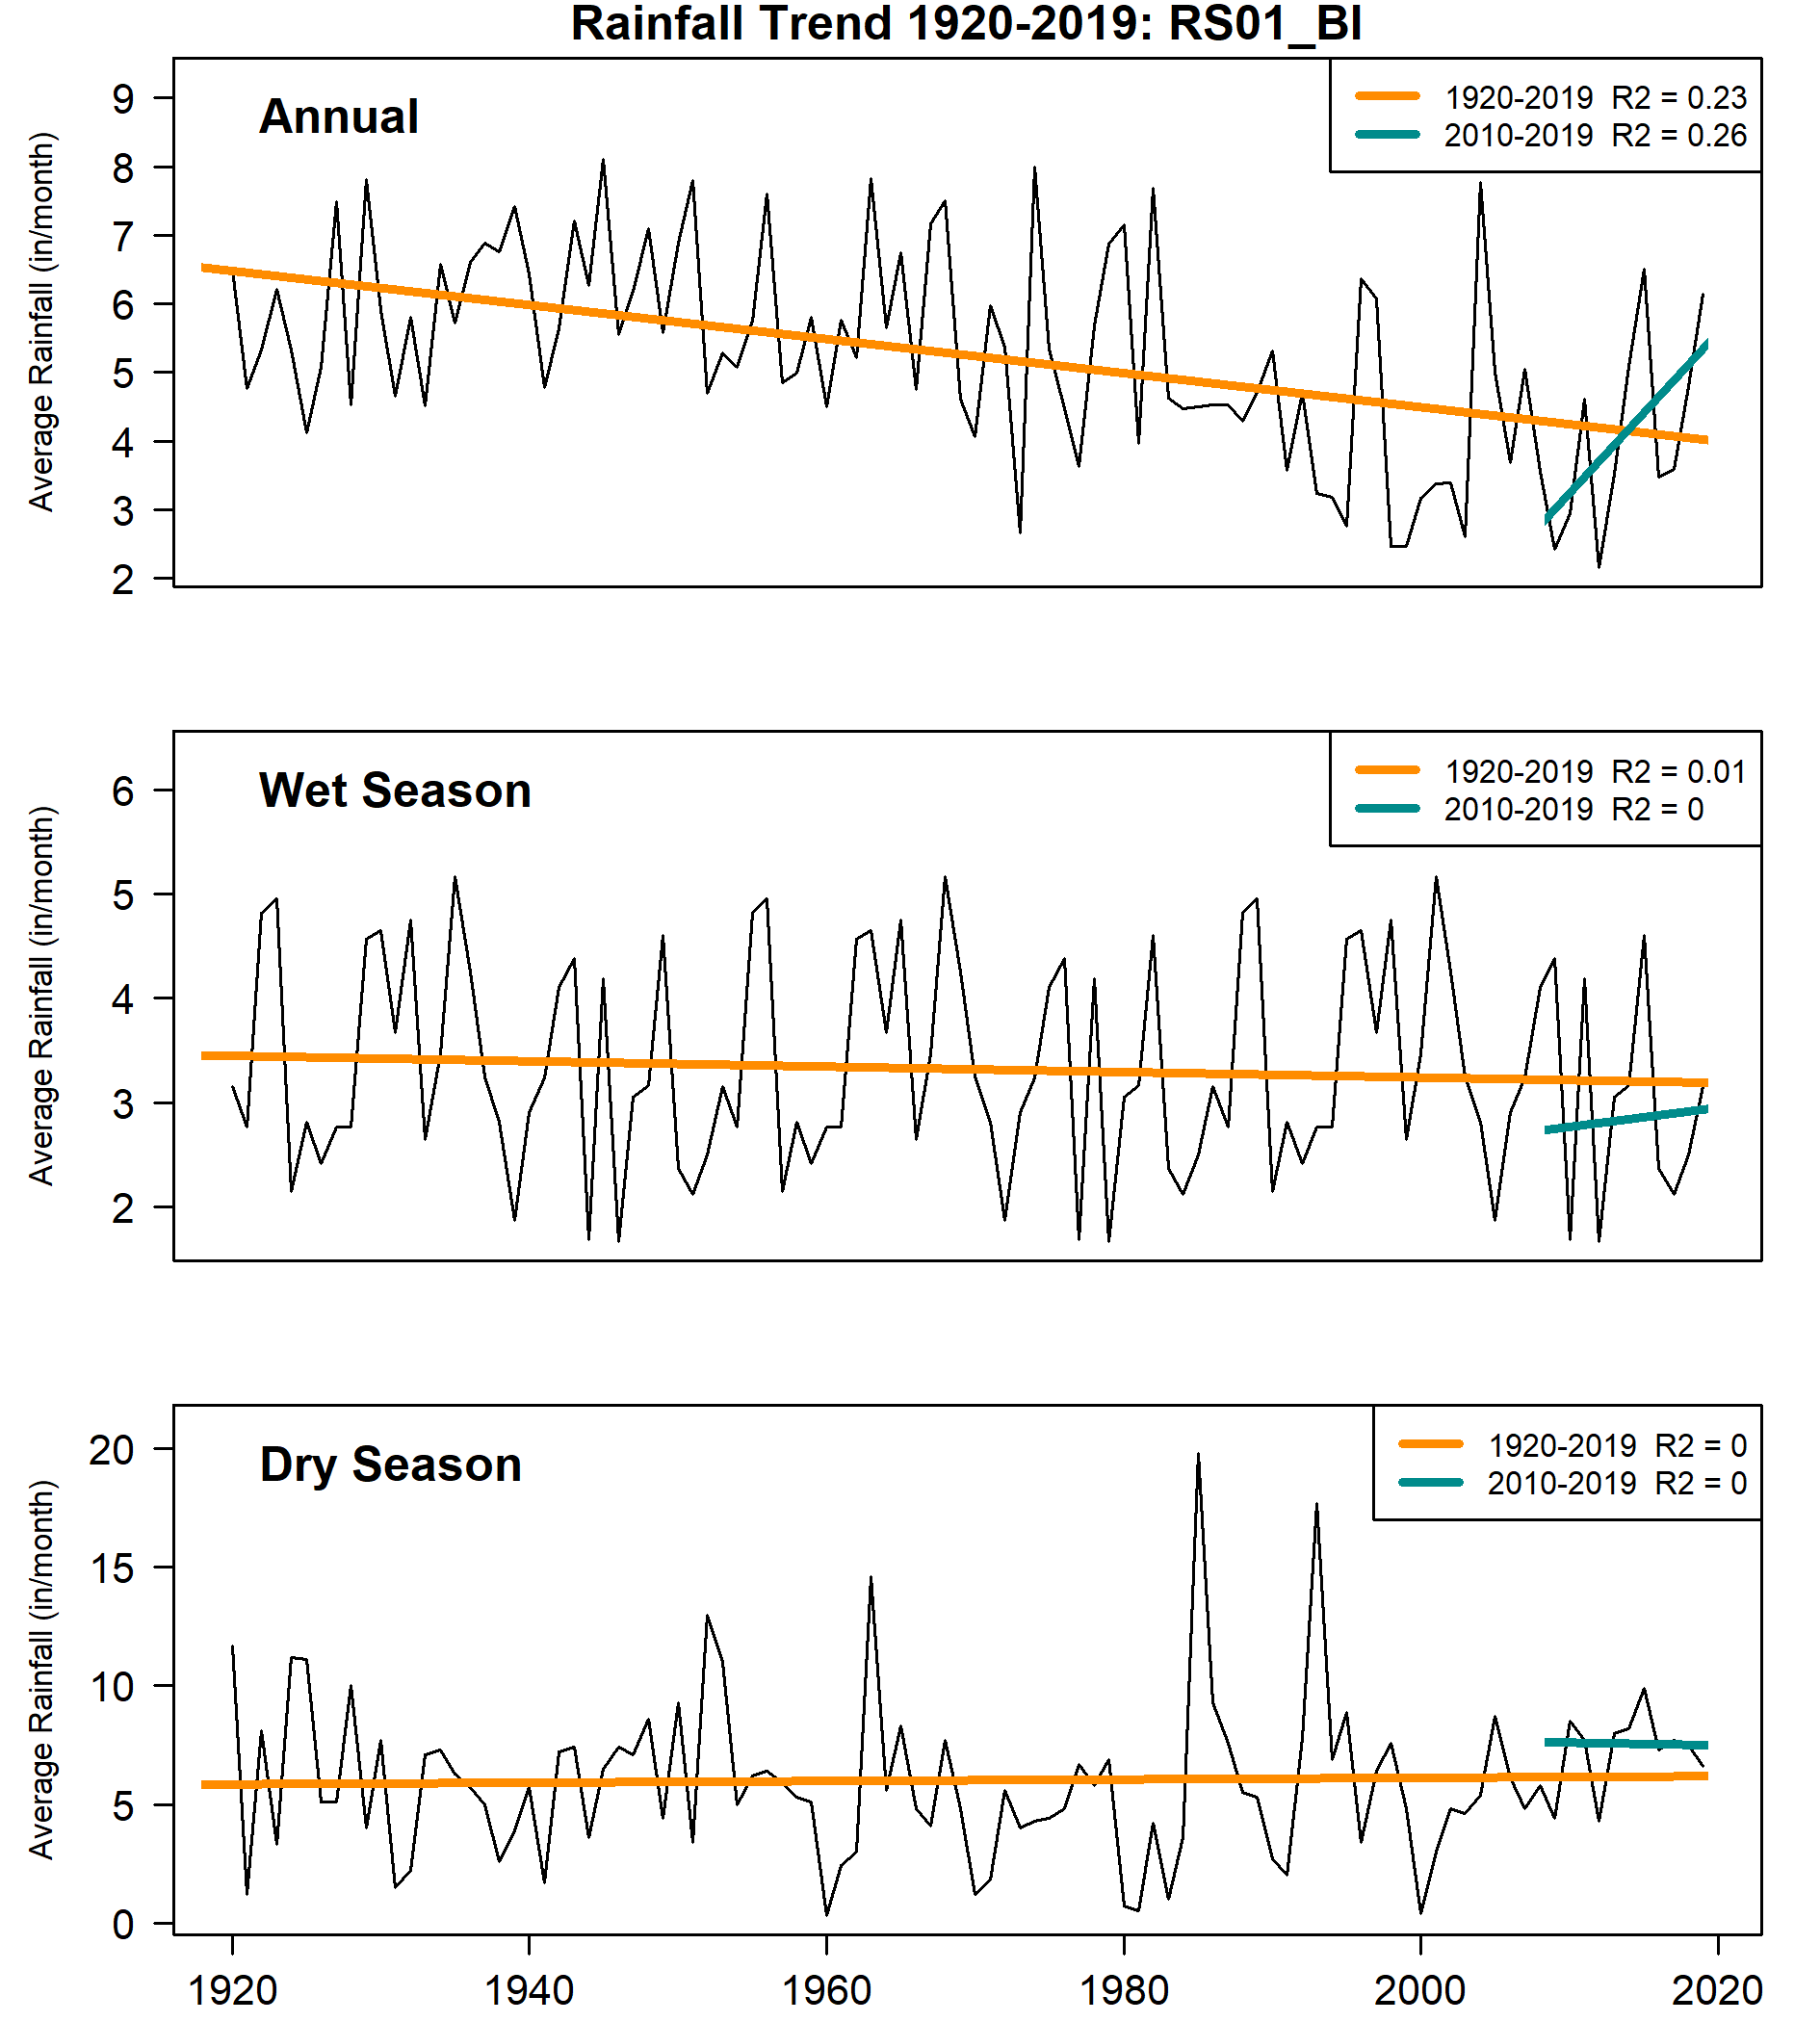 Rainfall Trend 1920-2019: RS01_BI
Annual
1920-2019 R2 = 0.23
2010-2019 R2 = 0.26
Average Rainfall (in/month)
9
8
7
6
5
4
3
2
Wet Season
1920-2019 R2 = 0.01
2010-2019 R2 = 0
Average Rainfall (in/month)
6
5
4
3
2
Dry Season
1920-2019 R2 = 0
2010-2019 R2 = 0
Average Rainfall (in/month)
20
15
10
5
0
1920 1940 1960 1980 2000 2020